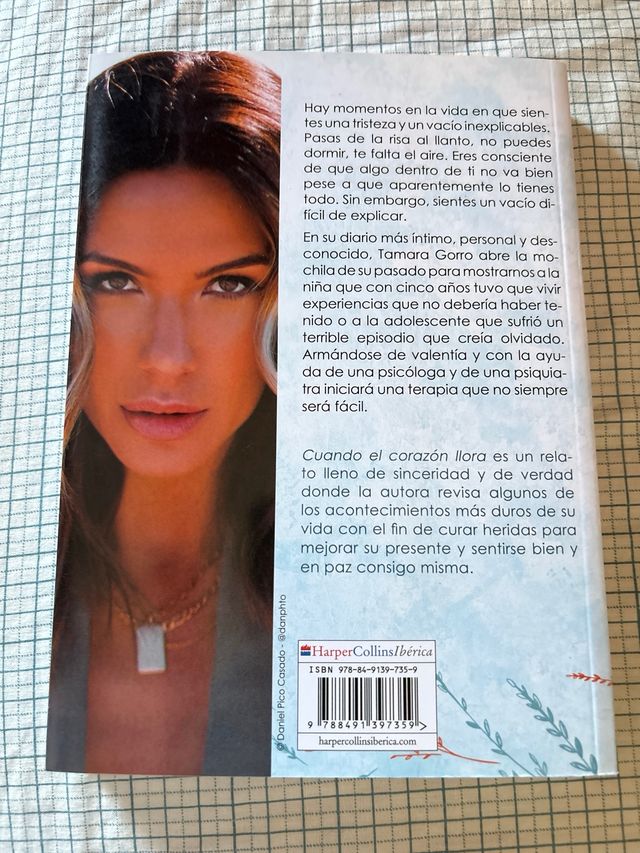 Hay momentos en la vida en que sien-
tes una tristeza y un vacío inexplicables.
Pasas de la risa al llanto, no puedes
dormir, te falta el aire. Eres consciente
de que algo dentro de ti no va bien
pese a que aparentemente lo tienes
todo. Sin embargo, sientes un vacío di-
fícil de explicar.
En su diario más íntimo, personal y des-
conocido, Tamara Gorro abre la mo-
chila de su pasado para mostrarnos a la
niña que con cinco años tuvo que vivir
experiencias que no debería haber te-
nido o a la adolescente que sufrió un
terrible episodio que creía olvidado.
Armándose de valentía y con la ayu-
da de una psicóloga y de una psiquia-
tra iniciará una terapia que no siempre
será fácil.
Cuando el corazón llora es un rela-
to lleno de sinceridad y de verdad
donde la autora revisa algunos de
los acontecimientos más duros de su
vida con el fin de curar heridas para
mejorar su presente y sentirse bien y
en paz consigo misma.
© Daniel Pico Casado - @danphto
HarperCollins Ibérica
ISBN 978-84-9139-735-9
9 788491 397359 >
harpercollinsiberica.com